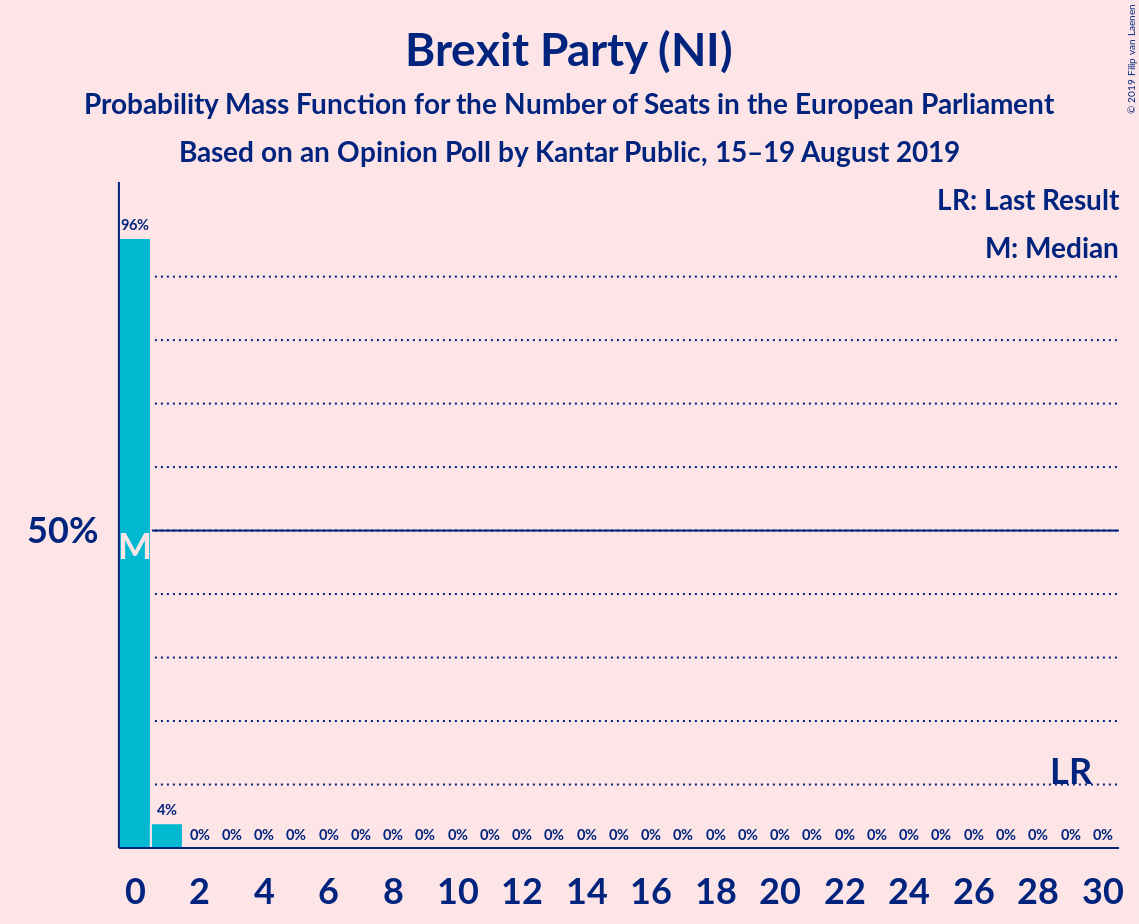 Brexit Party (NI)
Probability Mass Function for the Number of Seats in the European Parliament
Based on an Opinion Poll by Kantar Public, 15–19 August 2019
© 2019 Filip van Laenen
LR: Last Result
M: Median
96%
50%
M
LR
4%
0% 0% 0% 0% 0% 0% 0% 0% 0% 0% 0% 0% 0% 0% 0% 0% 0% 0% 0% 0% 0% 0% 0% 0% 0% 0% 0% 0% 0%
0 2 4 6 8 10 12 14 16 18 20 22 24 26 28 30